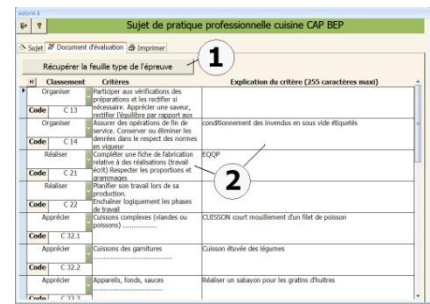 Sujet de pratique professionnelle cuisine CAP BEP
Sujet Document d'évaluation Imprimer
Récupérer la feuille type de l'épreuve
1
Classement Critères Explication du critère (255 caractères maxi)
Organiser Participer aux vérifications des
préparations et les rectifier si
nécessaire. Apprécier une saveur,
Code C 13 rectifier l'équilibre par rapport aux
Organiser Assurer des opérations de fin de conditionnement des invendus en sous vide étiquetés
service. Conserver ou éliminer les
denrées dans le respect des normes
Code C 14 en vigueur
Réaliser Compléter une fiche de fabrication EQQP
relative à des réalisations (travail
écrit) Respecter les proportions et
Code C 21 grammages
2
Réaliser Planifier son travail lors de sa
production.
Enchaîner logiquement les phases
Code C 22 de travail
Apprécier Cuissons complexes (viandes ou CUISSON court mouillement d'un filet de poisson
poissons) ....................
Code C 32.1
Apprécier Cuissons des garnitures Cuisson étuvée des légumes
........................................
Code C 32.2
Apprécier Appareils, fonds, sauces Réaliser un sabayon pour les gratins d'huîtres
........................................
Code C 32.3